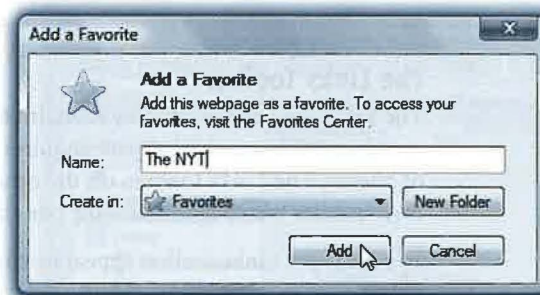 Add a Favorite
Add a Favorite
Add this webpage as a favorite. To access your
favorites, visit the Favorites Center.
Name: The NYT
Create in: Favorites New Folder
Add Cancel